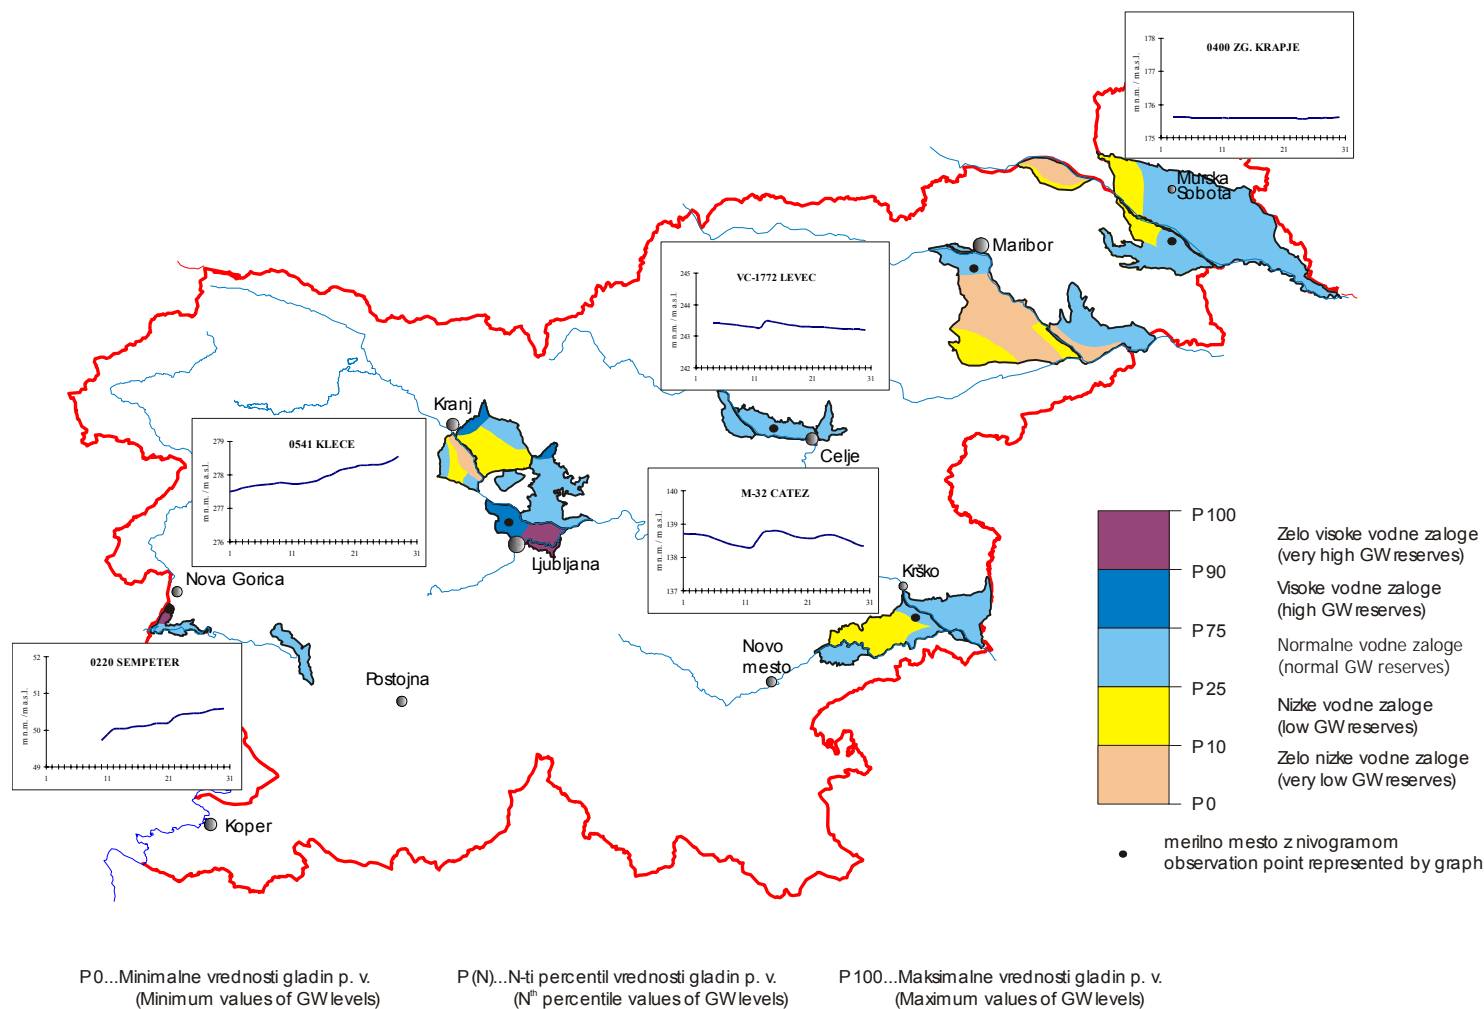 0400 ZG. KRAPJE
m n.m. / m a.s.l.
178
177
176
175
1
11
21
31
Murska
Sobota
Maribor
VC-1772 LEVEC
m n.m. / m a.s.l.
245
244
243
242
1
11
21
31
Kranj
0541 KLECE
m n.m. / m a.s.l.
279
278
277
276
1
11
21
31
Celje
M-32 CATEZ
m n.m. / m a.s.l.
140
139
138
137
1
11
21
31
Ljubljana
Nova Gorica
Krško
0220 SEMPETER
m n.m. / m a.s.l.
52
51
50
49
1
11
21
31
Novo
mesto
Postojna
Koper
P100
Zelo visoke vodne zaloge
(very high GW reserves)
P90
Visoke vodne zaloge
(high GW reserves)
P75
Normalne vodne zaloge
(normal GW reserves)
P25
Nizke vodne zaloge
(low GW reserves)
P10
Zelo nizke vodne zaloge
(very low GW reserves)
P0
merilno mesto z nivogramom
observation point represented by graph
P0...Minimalne vrednosti gladin p. v.
(Minimum values of GW levels)
P(N)...N-ti percentil vrednosti gladin p. v.
(Nth percentile values of GW levels)
P100...Maksimalne vrednosti gladin p. v.
(Maximum values of GW levels)